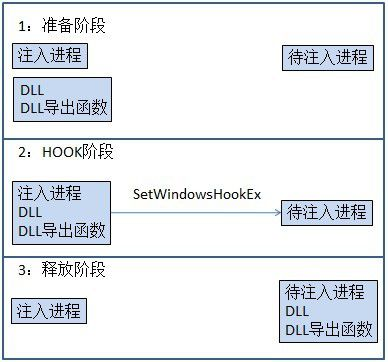 1：准备阶段
注入进程
待注入进程
DLL
DLL导出函数
2：HOOK阶段
注入进程
DLL
DLL导出函数
SetWindowsHookEx
待注入进程
3：释放阶段
注入进程
待注入进程
DLL
DLL导出函数